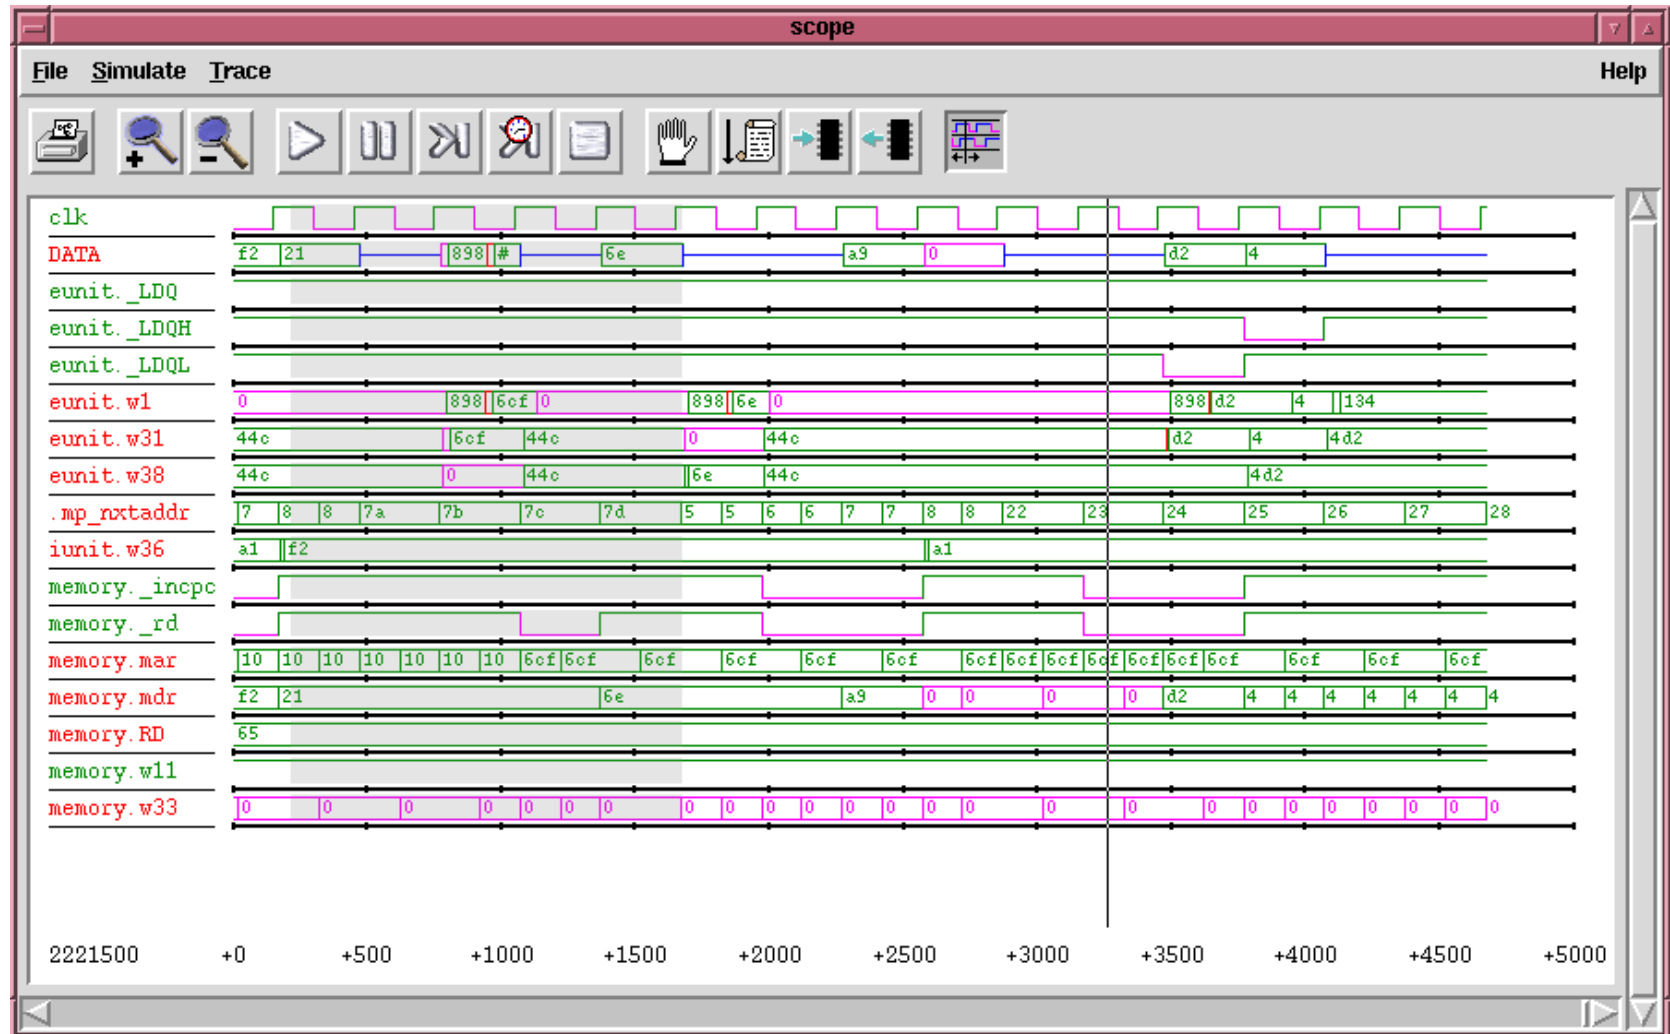 scope
File Simulate Trace Help
clk
DATA f2 21 898 # 6e a9 0 d2 4
eunit._LDQ
eunit._LDQH
eunit._LDQL
eunit.w1 0 898 6cf 0 898 6e 0 898 d2 4 134
eunit.w31 44c 6cf 44c 0 44c d2 4 4d2
eunit.w38 44c 0 44c 6e 44c 4d2
.mp_nxtaddr 7 8 8 7a 7b 7c 7d 5 5 6 6 7 7 8 8 22 23 24 25 26 27 28
iunit.w36 a1 f2 a1
memory._incpc
memory._rd
memory.mar 10 10 10 10 10 10 10 6cf 6cf 6cf 6cf 6cf 6cf 6cf 6cf 6cf 6cf 6cf 6cf 6cf 6cf 6cf 6cf
memory.mdr f2 21 6e a9 0 0 0 0 d2 4 4 4 4 4 4 4
memory.RD 65
memory.w11
memory.w33 0 0 0 0 0 0 0 0 0 0 0 0 0 0 0 0 0 0 0 0 0 0 0 0 0
2221500 +0 +500 +1000 +1500 +2000 +2500 +3000 +3500 +4000 +4500 +5000